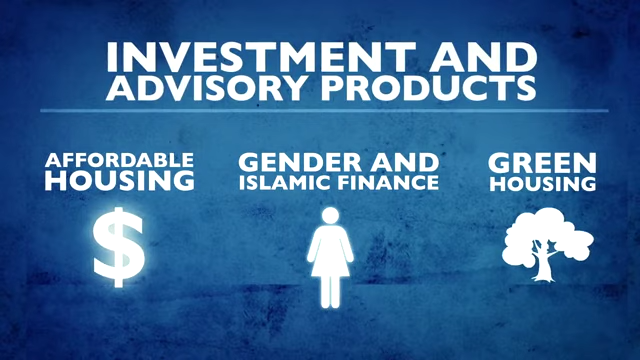 INVESTMENT AND
ADVISORY PRODUCTS
AFFORDABLE
HOUSING
GENDER AND
ISLAMIC FINANCE
GREEN
HOUSING
$